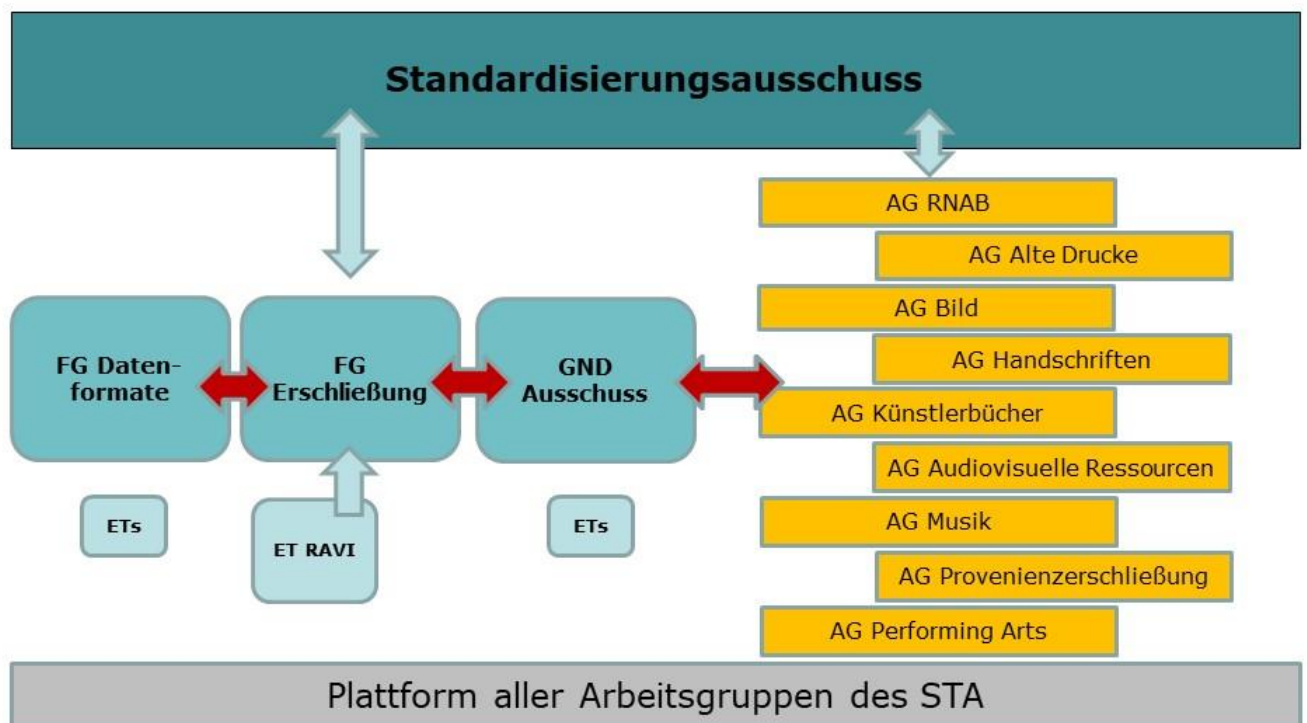 Standardisierungsausschuss
FG Daten-
formate
FG
Erschließung
GND
Ausschuss
ETs
ET RAVI
ETs
AG RNAB
AG Alte Drucke
AG Bild
AG Handschriften
AG Künstlerbücher
AG Audiovisuelle Ressourcen
AG Musik
AG Provenienzerschließung
AG Performing Arts
Plattform aller Arbeitsgruppen des STA